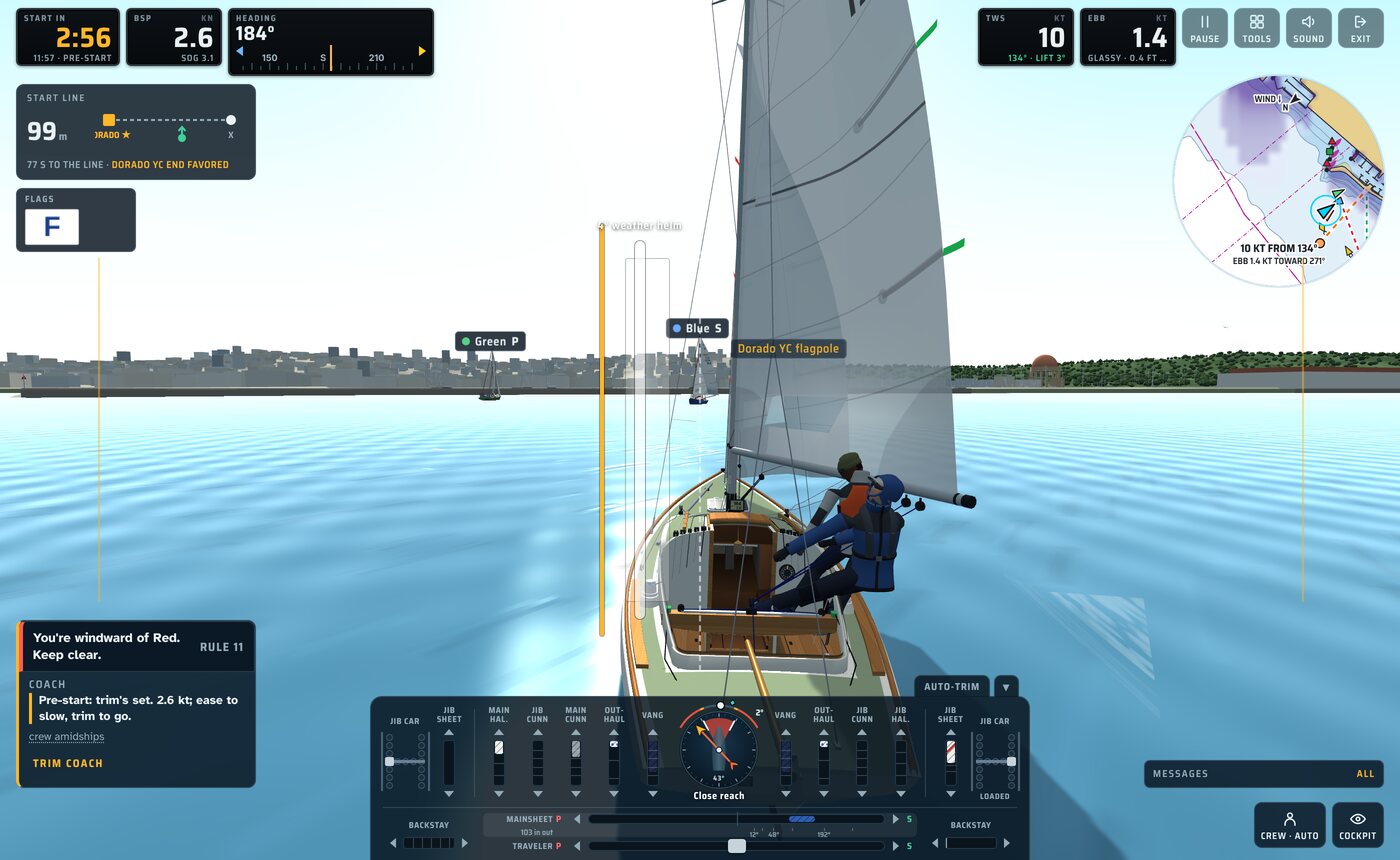 START IN
2:56
11:57 · PRE-START
BSP KN
2.6
SOG 3.1
HEADING
184°
150 S 210
TWS KT
10
134° · LIFT 3°
EBB KT
1.4
GLASSY · 0.4 FT ...
PAUSE
TOOLS
SOUND
EXIT
START LINE
99 m
DRADO ★ X
77 S TO THE LINE · DORADO YC END FAVORED
FLAGS
F
WIND
N
10 KT FROM 134°
EBB 1.4 KT TOWARD 271°
4° weather helm
Green P
Blue S
Dorado YC flagpole
You're windward of Red. Keep clear.
RULE 11
COACH
Pre-start: trim's set. 2.6 kt; ease to slow, trim to go.
crew amidships
TRIM COACH
AUTO-TRIM ▼
JIB CAR
JIB SHEET
MAIN HAL.
JIB CUNN
MAIN CUNN
OUT-HAUL
VANG
2°
43°
Close reach
VANG
OUT-HAUL
JIB CUNN
JIB HAL.
JIB SHEET
JIB CAR
LOADED
BACKSTAY
MAINSHEET P
S
103 in out
12° 48° 192°
TRAVELER P
S
BACKSTAY
MESSAGES ALL
CREW · AUTO
COCKPIT